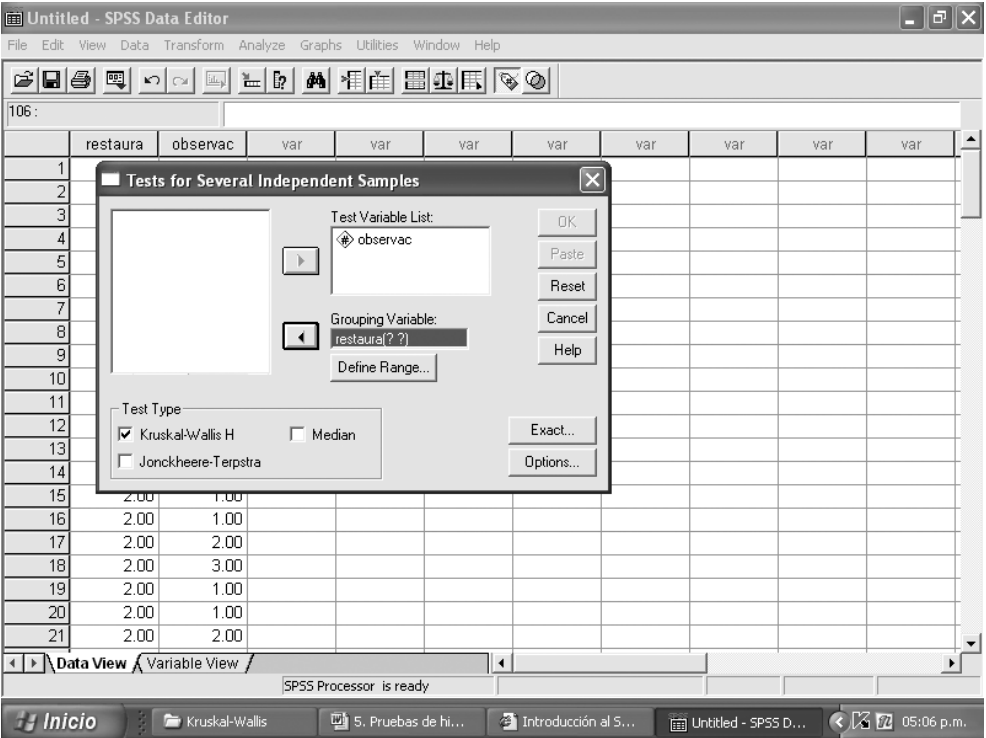 Untitled - SPSS Data Editor
File Edit View Data Transform Analyze Graphs Utilities Window Help
106 :
restaura observac var var var var var var var var
1
2
3
4
5
6
7
8
9
10
11
12
13
14
Tests for Several Independent Samples
Test Variable List:
observac
Grouping Variable:
restaura(? ?)
Define Range...
OK
Paste
Reset
Cancel
Help
Test Type
Kruskal-Wallis H Median
Jonckheere-Terpstra
Exact...
Options...
15 2.00 1.00
16 2.00 1.00
17 2.00 2.00
18 2.00 3.00
19 2.00 1.00
20 2.00 1.00
21 2.00 2.00
Data View Variable View
SPSS Processor is ready
Inicio Kruskal-Wallis 5. Pruebas de hi... Introducción al S... Untitled - SPSS D... 05:06 p.m.